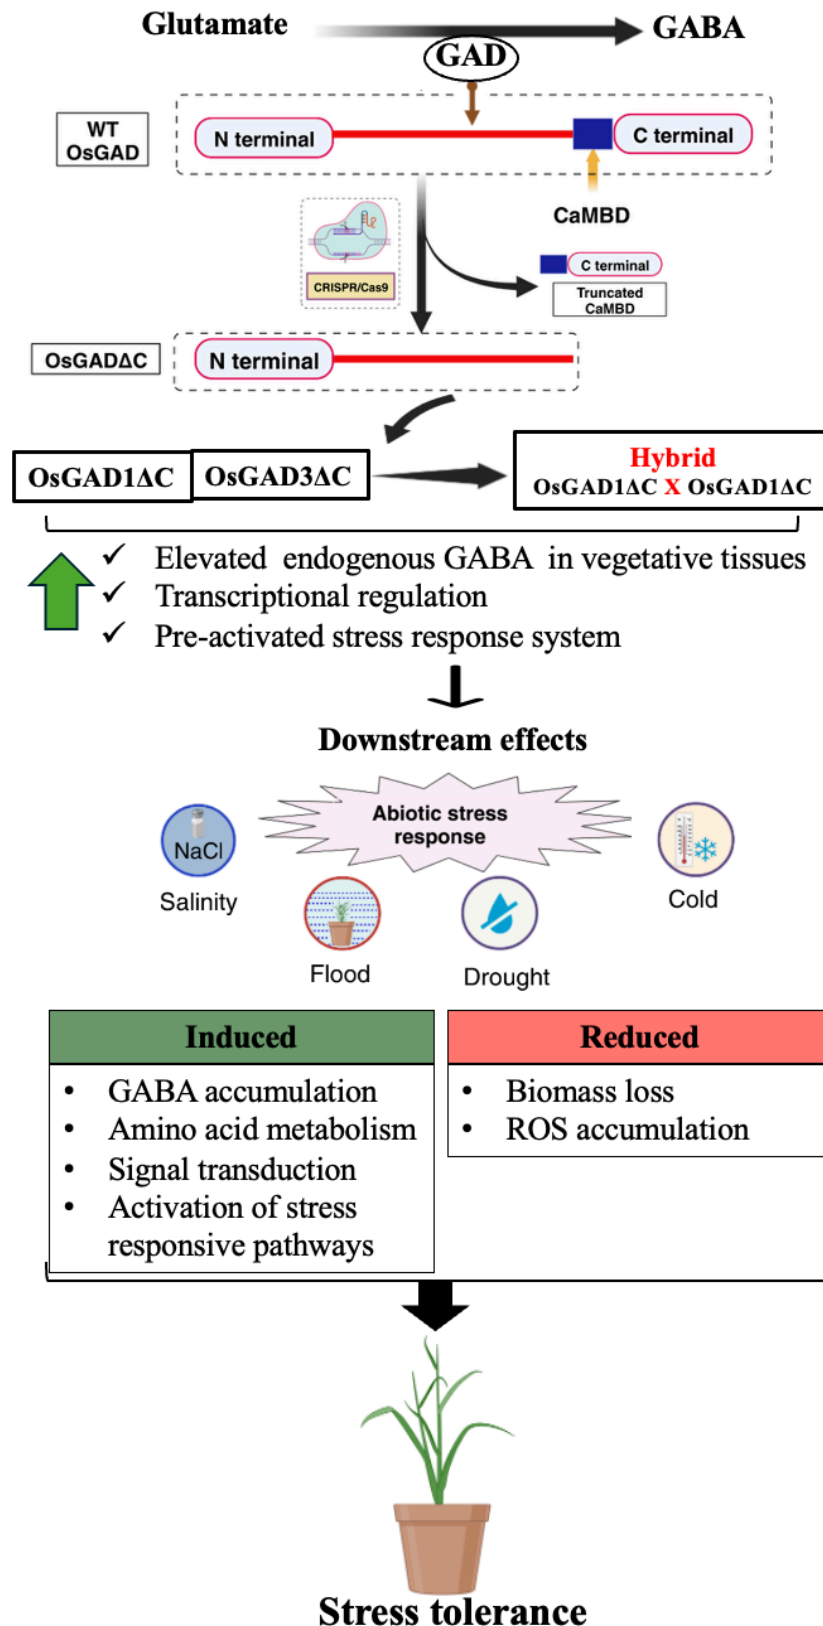 Glutamate
GABA
GAD
WT
OsGAD
N terminal
C terminal
CaMBD
CRISPR/Cas9
C terminal
Truncated
CaMBD
OsGADΔC
N terminal
OsGAD1ΔC
OsGAD3ΔC
Hybrid
OsGAD1ΔC X OsGAD1ΔC
✓ Elevated endogenous GABA in vegetative tissues
✓ Transcriptional regulation
✓ Pre-activated stress response system
Downstream effects
Abiotic stress
response
NaCl
Salinity
Flood
Drought
Cold
Induced
• GABA accumulation
• Amino acid metabolism
• Signal transduction
• Activation of stress
responsive pathways
Reduced
• Biomass loss
• ROS accumulation
Stress tolerance